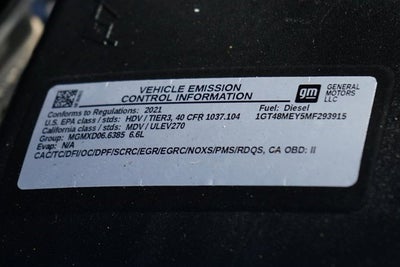 VEHICLE EMISSION
CONTROL INFORMATION
gm GENERAL MOTORS LLC
Conforms to Regulations: 2021 Fuel: Diesel
U.S. EPA class / stds: HDV / TIER3, 40 CFR 1037.104 1GT48MEY5MF293915
California class / stds: MDV / ULEV270
Group: MGMXD06.6385 6.6L
Evap: N/A
CAC/TC/DFI/OC/DPF/SCRC/EGR/EGRC/NOXS/PMS/RDQS, CA OBD: II